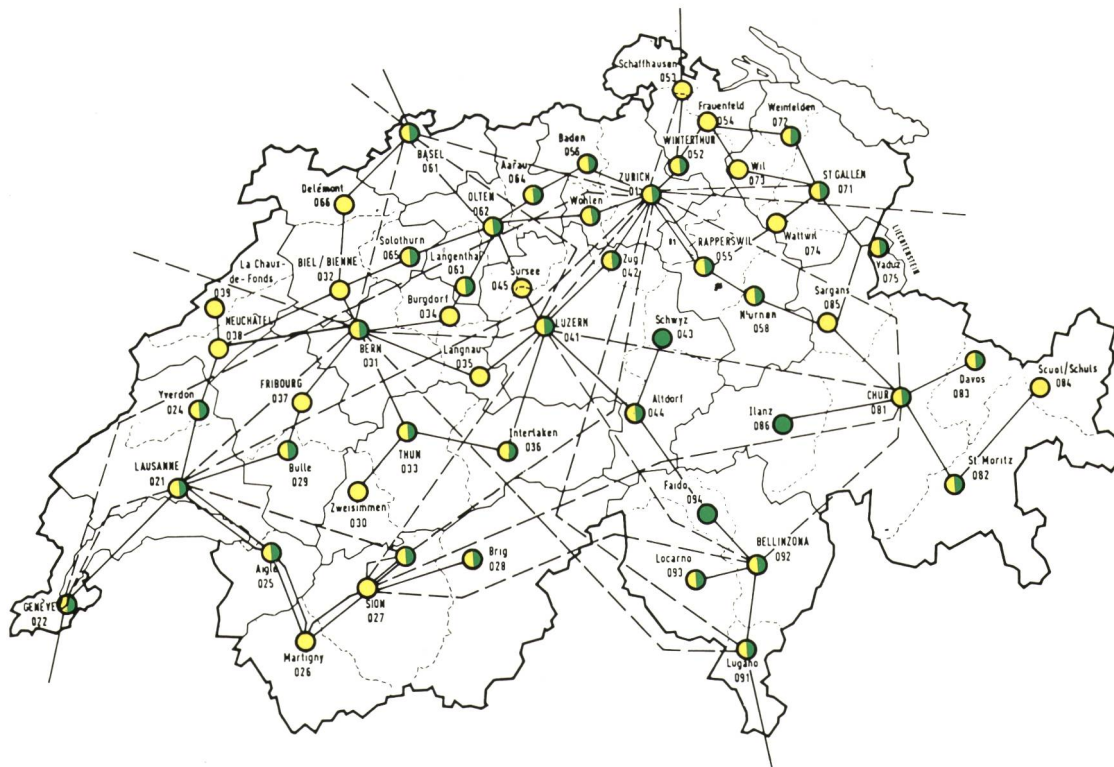 Schaffhausen
053
Frauenfeld
054
Weinfelden
072
BASEL
061
Baden
056
WINTERTHUR
052
Aarau
064
Wil
073
ST GALLEN
071
Delémont
066
ZÜRICH
01
OLTEN
062
Wohlen
Wattwil
074
Solothurn
065
RAPPERSWIL
055
Vaduz
075
La Chaux-
de-Fonds
039
BIEL / BIENNE
032
Langenthal
063
Sursee
045
Zug
042
Sargans
085
Burgdorf
034
058
NEUCHÂTEL
038
BERN
031
LUZERN
041
Schwyz
043
Langnau
035
Davos
083
Scuol/Schuls
084
FRIBOURG
037
Yverdon
024
CHUR
081
Altdorf
044
Ilanz
086
Interlaken
036
THUN
033
Bulle
029
LAUSANNE
021
St. Moritz
082
Zweisimmen
030
Faido
094
BELLINZONA
092
Brig
028
Locarno
093
Aigle
025
SION
027
GENÈVE
022
Martigny
026
Lugano
091